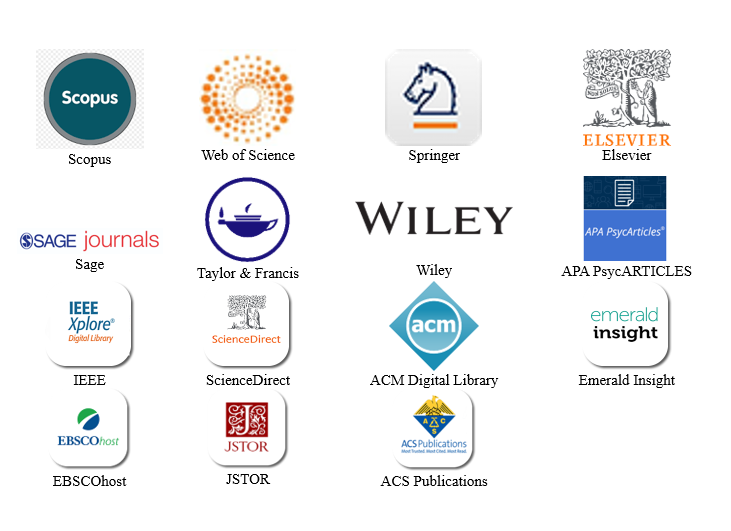 Scopus
Scopus
Web of Science
Springer
ELSEVIER
Elsevier
SAGE journals
Sage
Taylor & Francis
WILEY
Wiley
APA PsycArticles®
APA PsycARTICLES
IEEE
Xplore®
Digital Library
IEEE
ScienceDirect
ScienceDirect
acm
ACM Digital Library
emerald
insight
Emerald Insight
EBSCOhost
EBSCOhost
JSTOR
JSTOR
A C S
ACS Publications
Most Trusted. Most Cited. Most Read.
ACS Publications